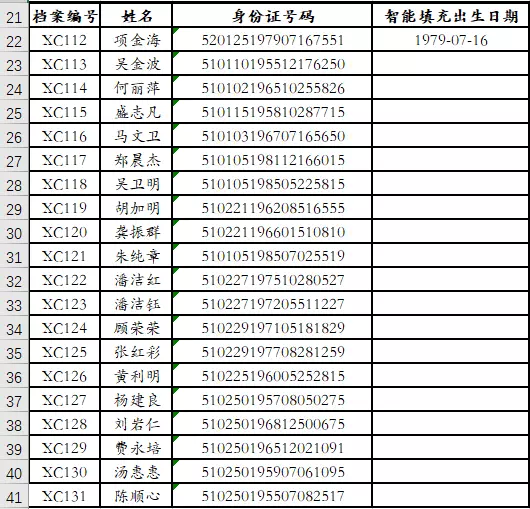 21 档案编号 姓名 身份证号码 智能填充出生日期
22 XC112 项金海 520125197907167551 1979-07-16
23 XC113 吴金波 510110195512176250
24 XC114 何丽萍 510102196510255826
25 XC115 盛志凡 510115195810287715
26 XC116 马文卫 510103196707165650
27 XC117 郑晨杰 510105198112166015
28 XC118 吴卫明 510105198505225815
29 XC119 胡加明 510221196208516555
30 XC120 龚振群 510221196601510810
31 XC121 朱纯章 510105198507025519
32 XC122 潘洁红 510227197510280527
33 XC123 潘洁钰 510227197205511227
34 XC124 顾荣荣 510229197105181829
35 XC125 张红彩 510229197708281259
36 XC126 黄利明 510225196005252815
37 XC127 杨建良 510250195708050275
38 XC128 刘岩仁 510250196812500675
39 XC129 费永培 510250196512021091
40 XC130 汤惠惠 510250195907061095
41 XC131 陈顺心 510250195507082517